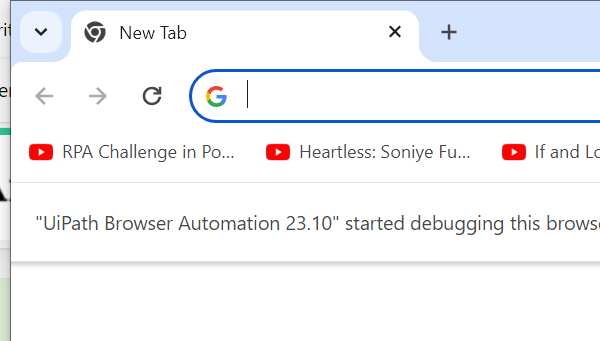 New Tab
RPA Challenge in Po... Heartless: Soniye Fu... If and Lo
"UiPath Browser Automation 23.10" started debugging this brows